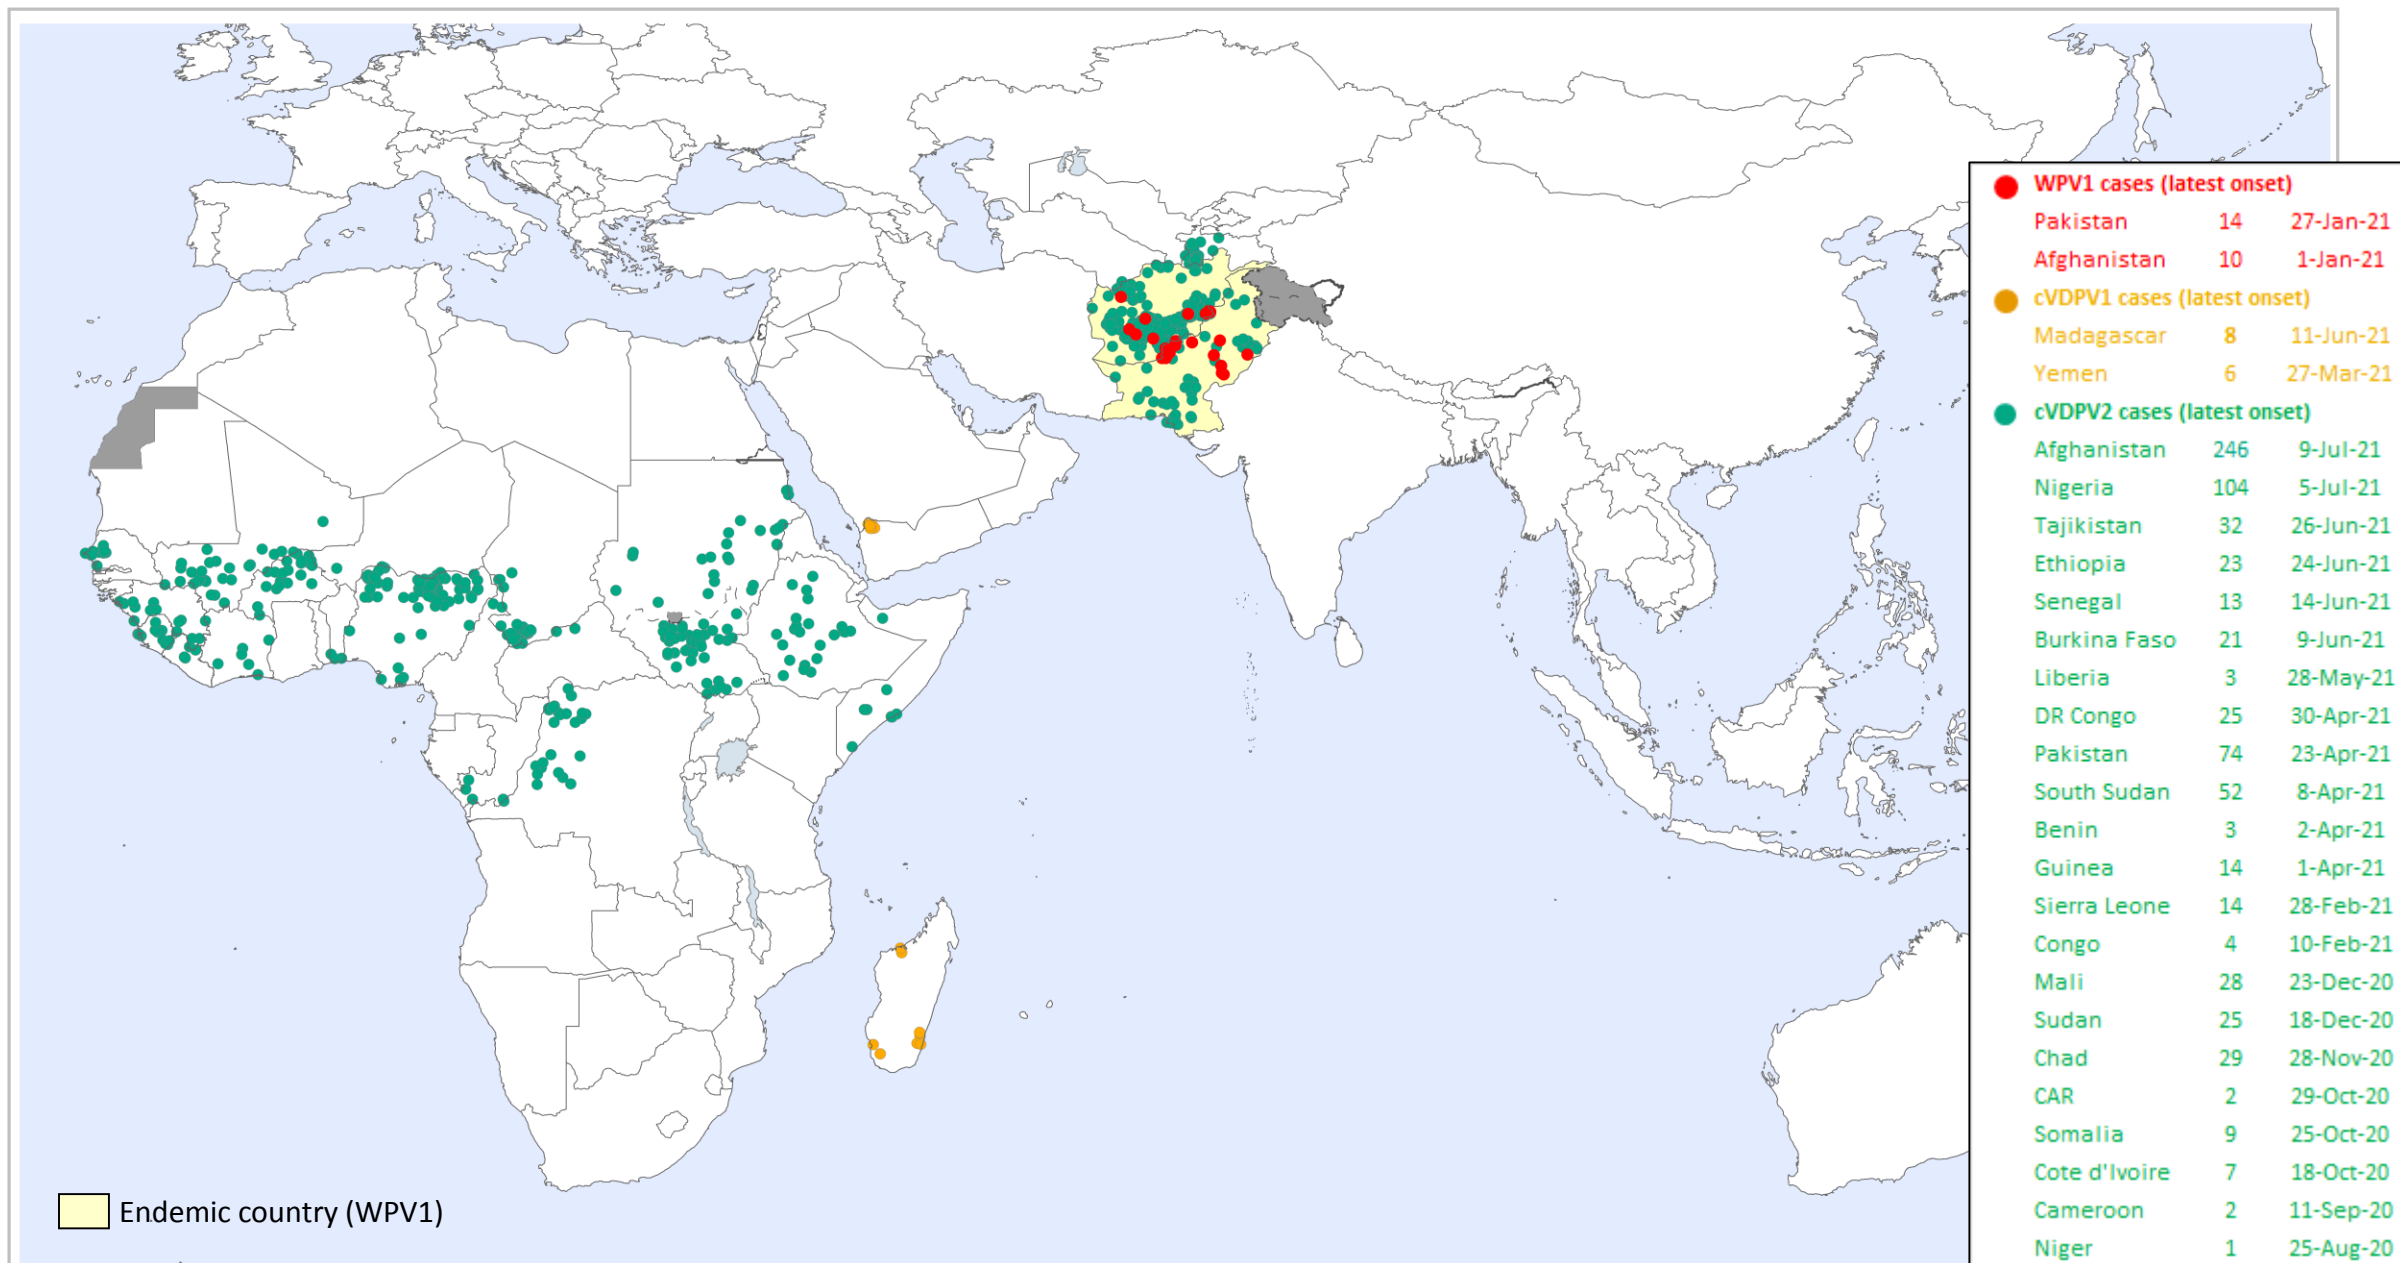 WPV1 cases (latest onset)
Pakistan 14 27-Jan-21
Afghanistan 10 1-Jan-21
cVDPV1 cases (latest onset)
Madagascar 8 11-Jun-21
Yemen 6 27-Mar-21
cVDPV2 cases (latest onset)
Afghanistan 246 9-Jul-21
Nigeria 104 5-Jul-21
Tajikistan 32 26-Jun-21
Ethiopia 23 24-Jun-21
Senegal 13 14-Jun-21
Burkina Faso 21 9-Jun-21
Liberia 3 28-May-21
DR Congo 25 30-Apr-21
Pakistan 74 23-Apr-21
South Sudan 52 8-Apr-21
Benin 3 2-Apr-21
Guinea 14 1-Apr-21
Sierra Leone 14 28-Feb-21
Congo 4 10-Feb-21
Mali 28 23-Dec-20
Sudan 25 18-Dec-20
Chad 29 28-Nov-20
CAR 2 29-Oct-20
Somalia 9 25-Oct-20
Cote d'Ivoire 7 18-Oct-20
Cameroon 2 11-Sep-20
Niger 1 25-Aug-20
Endemic country (WPV1)